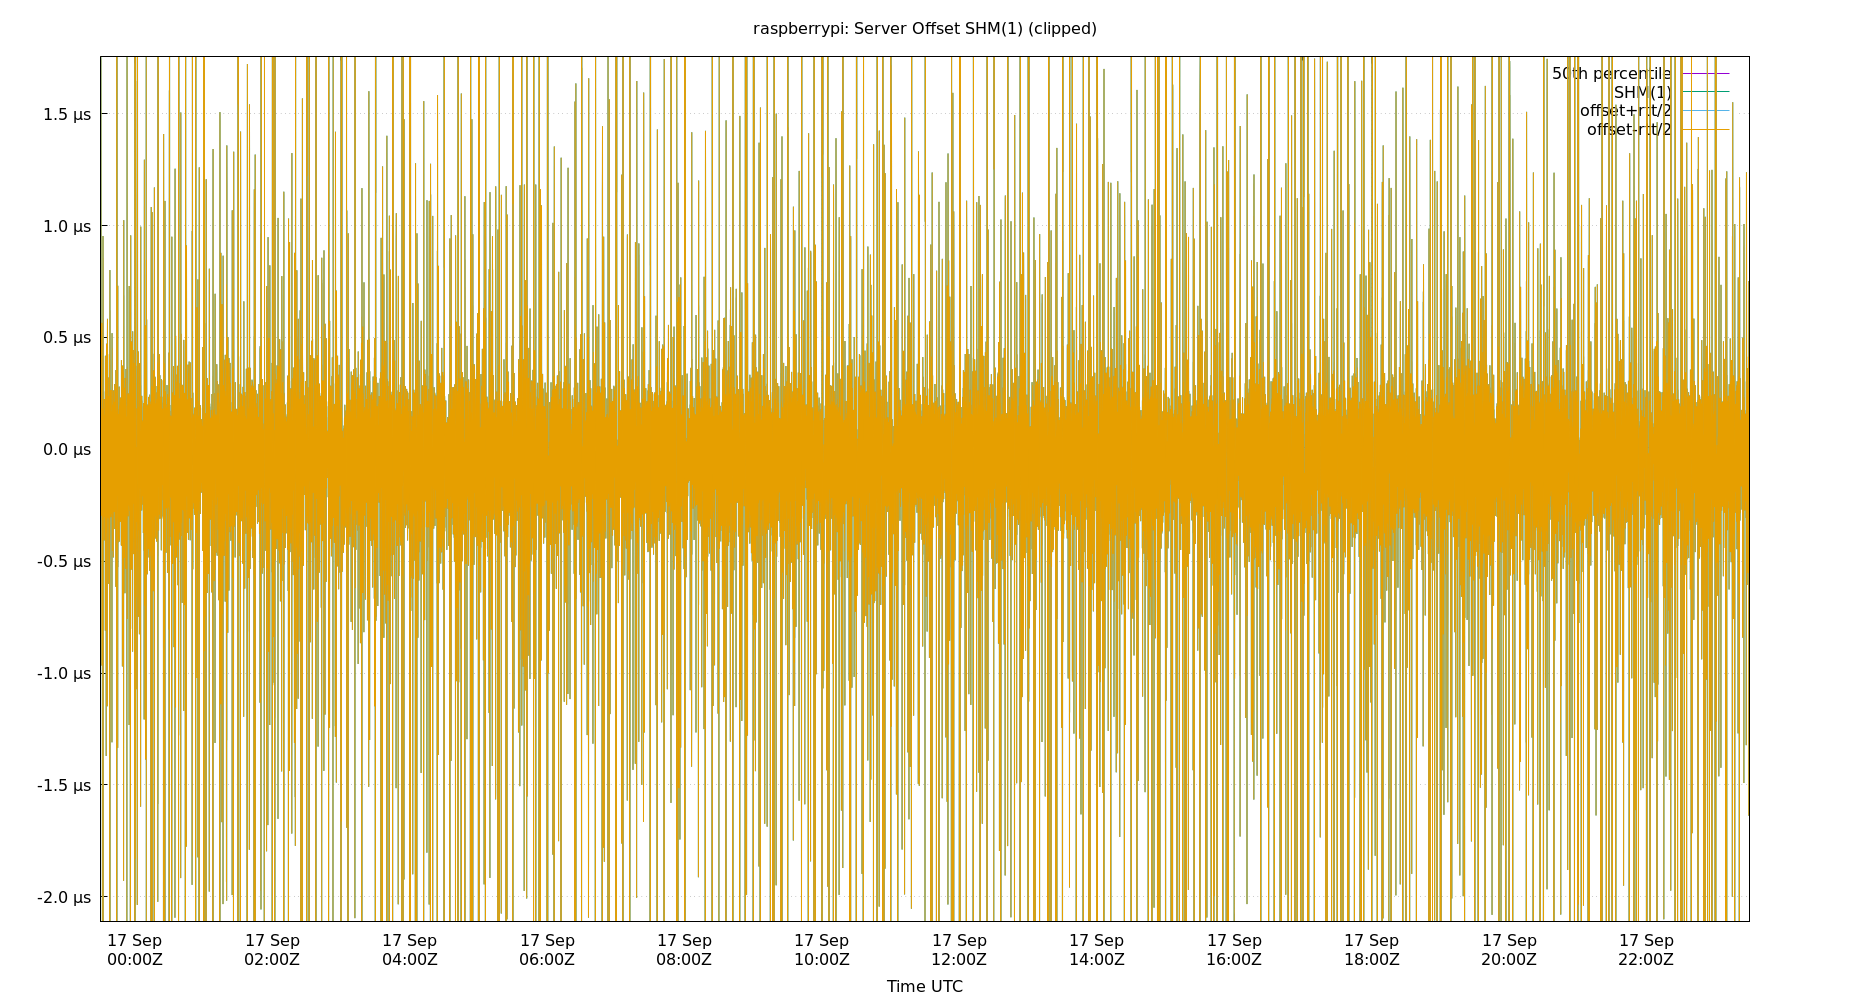 raspberrypi: Server Offset SHM(1) (clipped)
50th percentile
SHM(1)
offset+rtt/2
offset-rtt/2
1.5 µs
1.0 µs
0.5 µs
0.0 µs
-0.5 µs
-1.0 µs
-1.5 µs
-2.0 µs
17 Sep 17 Sep 17 Sep 17 Sep 17 Sep 17 Sep 17 Sep 17 Sep 17 Sep 17 Sep 17 Sep 17 Sep
00:00Z 02:00Z 04:00Z 06:00Z 08:00Z 10:00Z 12:00Z 14:00Z 16:00Z 18:00Z 20:00Z 22:00Z
Time UTC